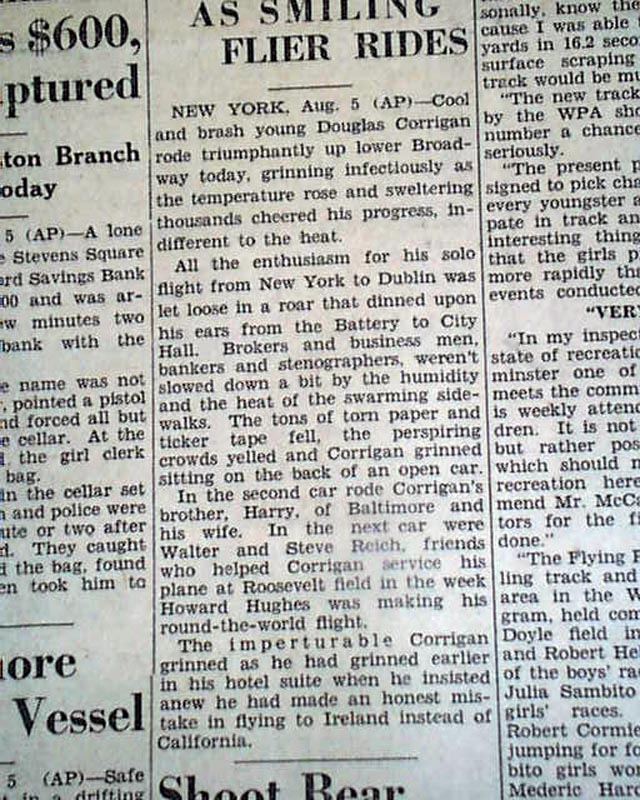 s $600,
ptured
ton Branch
oday
5 (AP)—A lone
e Stevens Square
ard Savings Bank
00 and was ar-
ew minutes two
bank with the
e name was not
, pointed a pistol
nd forced all but
e cellar. At the
d the girl clerk
bag.
in the cellar set
n and police were
ute or two after
d. They caught
d the bag, found
en took him to
ore
Vessel
5 (AP)—Safe
t in a drifting
AS SMILING
FLIER RIDES
NEW YORK, Aug. 5 (AP)—Cool
and brash young Douglas Corrigan
rode triumphantly up lower Broad-
way today, grinning infectiously as
the temperature rose and sweltering
thousands cheered his progress, in-
different to the heat.
All the enthusiasm for his solo
flight from New York to Dublin was
let loose in a roar that dinned upon
his ears from the Battery to City
Hall. Brokers and business men,
bankers and stenographers, weren't
slowed down a bit by the humidity
and the heat of the swarming side-
walks. The tons of torn paper and
ticker tape fell, the perspiring
crowds yelled and Corrigan grinned
sitting on the back of an open car.
In the second car rode Corrigan's
brother, Harry, of Baltimore and
his wife. In the next car were
Walter and Steve Reich, friends
who helped Corrigan service his
plane at Roosevelt field in the week
Howard Hughes was making his
round-the-world flight.
The imperturable Corrigan
grinned as he had grinned earlier
in his hotel suite when he insisted
anew he had made an honest mis-
take in flying to Ireland instead of
California.
Shoot Bear
sonally, know the
cause I was able
yards in 16.2 seco
surface scraping
track would be mu
"The new track
by the WPA sho
number a chance
seriously.
"The present p
signed to pick cha
every youngster a
pate in track an
interesting thing
that the girls p
more rapidly th
events conducted
"VERY
"In my inspect
state of recreatio
minster one of
meets the comm
is weekly atten
dren. It is not
but rather pos
which should m
recreation here
mend Mr. McCa
tors for the fi
done."
"The Flying F
ling track and
area in the W
gram, held com
Doyle field in
and Robert He
of the boys' ra
Julia Sambito
girls' races.
Robert Cormie
jumping for fo
bito girls wo
Mederic Hard